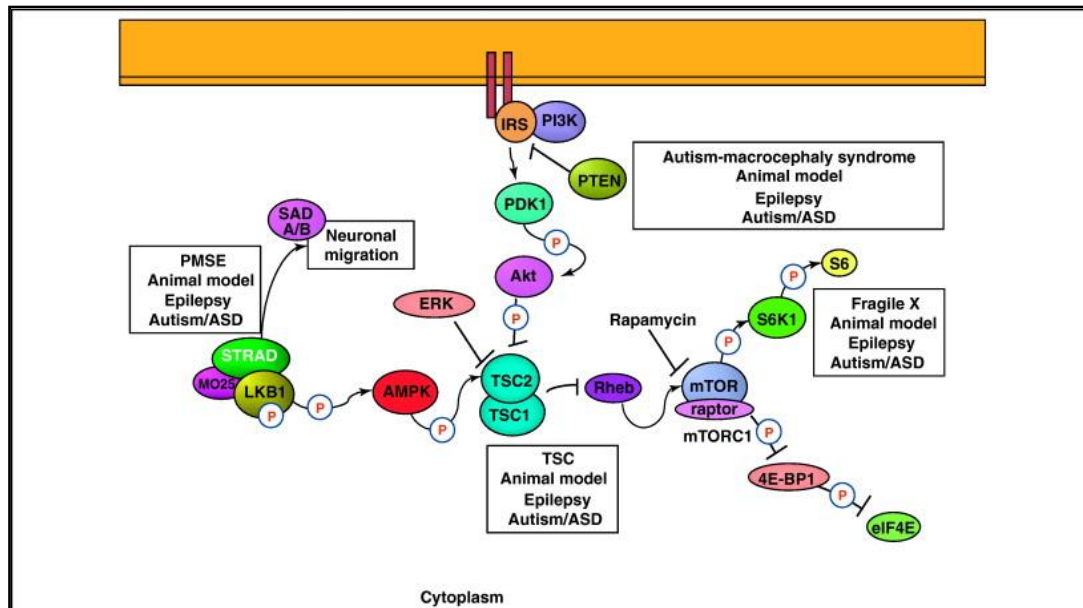 IRS
PI3K
PTEN
Autism-macrocephaly syndrome
Animal model
Epilepsy
Autism/ASD
PDK1
P
SAD
A/B
Neuronal
migration
PMSE
Animal model
Epilepsy
Autism/ASD
Akt
P
ERK
Rapamycin
S6
P
S6K1
P
Fragile X
Animal model
Epilepsy
Autism/ASD
STRAD
MO25
LKB1
P
P
AMPK
P
TSC2
TSC1
Rheb
mTOR
raptor
mTORC1
P
4E-BP1
P
eIF4E
TSC
Animal model
Epilepsy
Autism/ASD
Cytoplasm